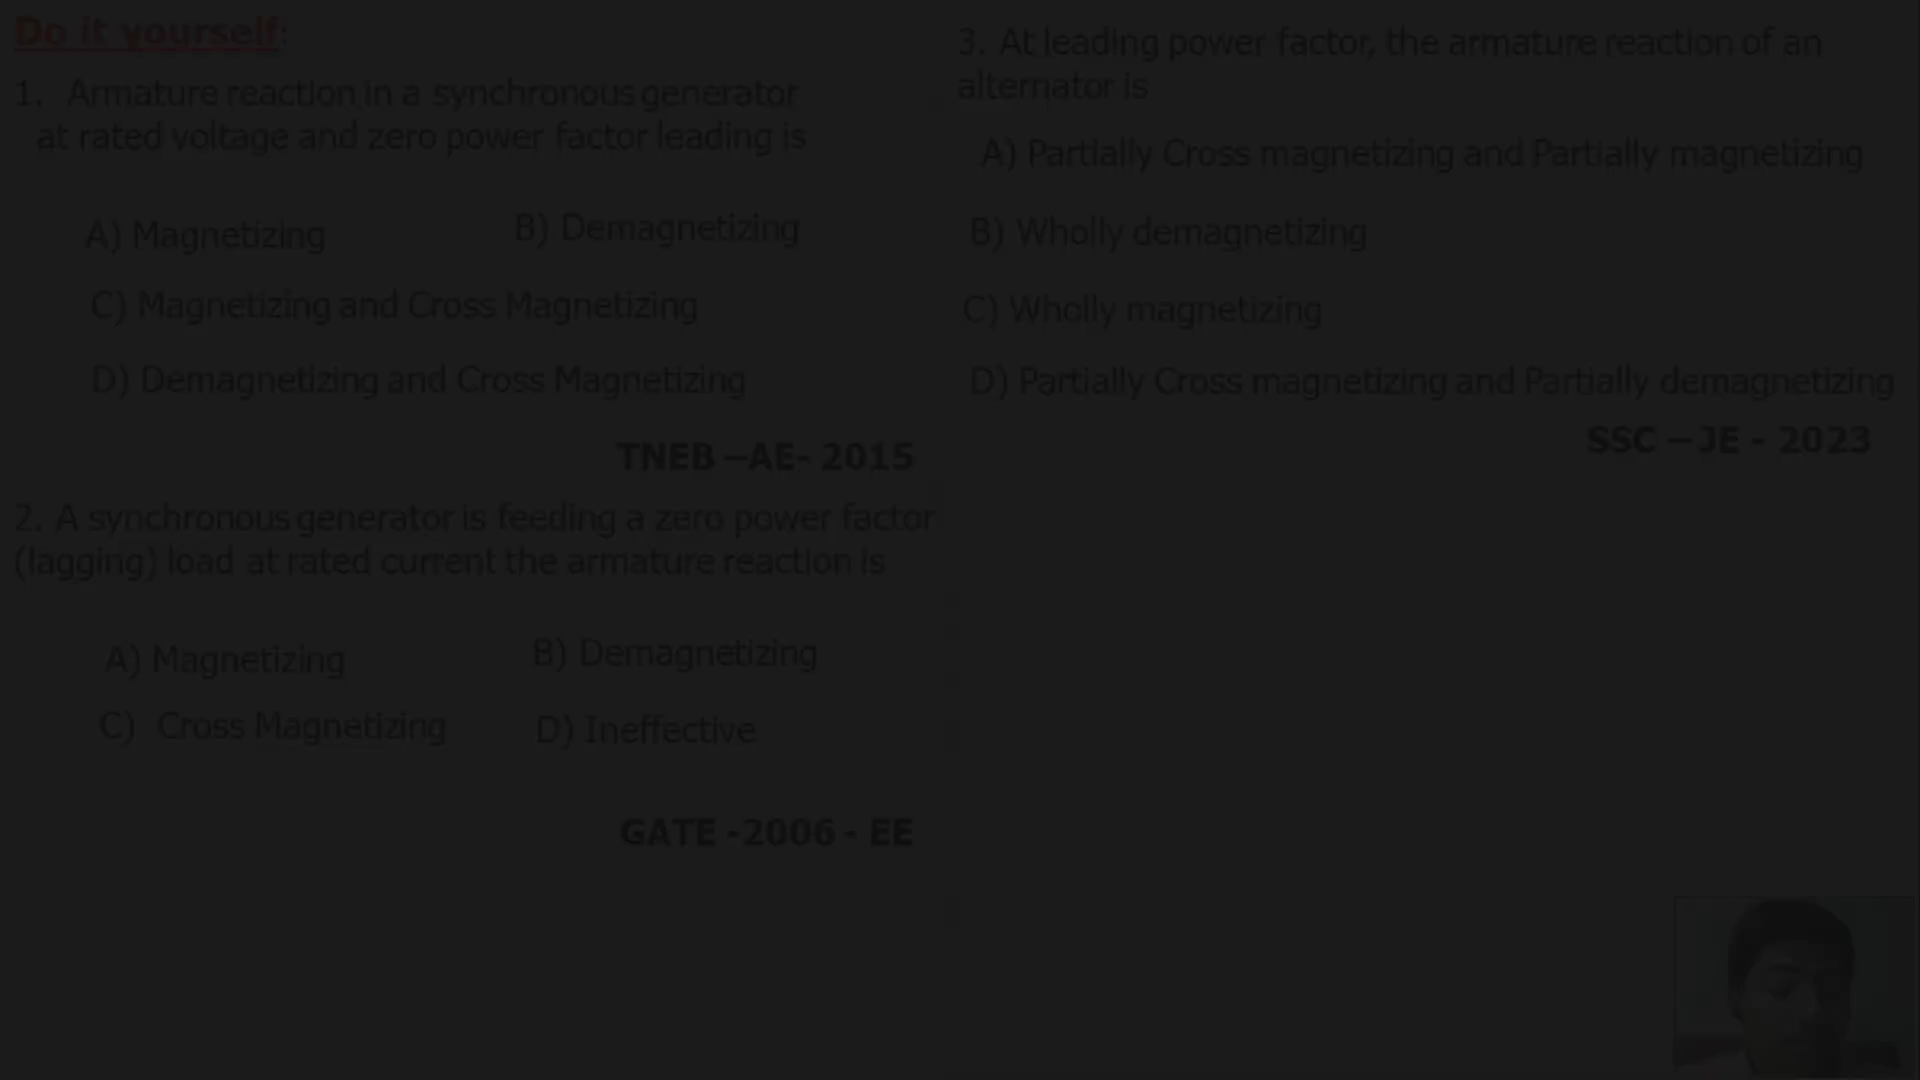 Do it yourself:
1. Armature reaction in a synchronous generator
at rated voltage and zero power factor leading is
A) Magnetizing
B) Demagnetizing
C) Magnetizing and Cross Magnetizing
D) Demagnetizing and Cross Magnetizing
TNEB –AE- 2015
2. A synchronous generator is feeding a zero power factor
(lagging) load at rated current the armature reaction is
A) Magnetizing
B) Demagnetizing
C) Cross Magnetizing
D) Ineffective
GATE -2006 - EE
3. At leading power factor, the armature reaction of an
alternator is
A) Partially Cross magnetizing and Partially magnetizing
B) Wholly demagnetizing
C) Wholly magnetizing
D) Partially Cross magnetizing and Partially demagnetizing
SSC – JE - 2023